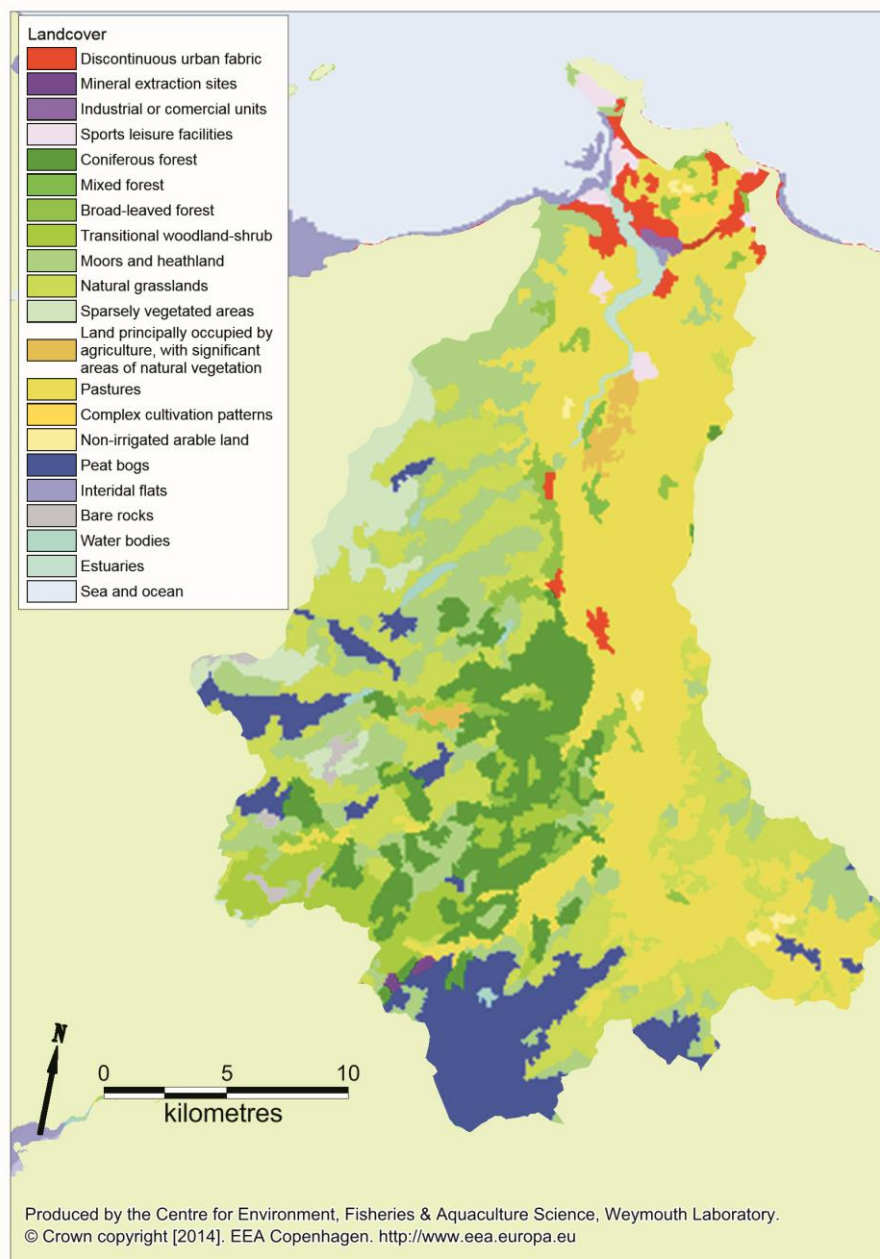 Landcover
Discontinuous urban fabric
Mineral extraction sites
Industrial or comercial units
Sports leisure facilities
Coniferous forest
Mixed forest
Broad-leaved forest
Transitional woodland-shrub
Moors and heathland
Natural grasslands
Sparsely vegetated areas
Land principally occupied by
agriculture, with significant
areas of natural vegetation
Pastures
Complex cultivation patterns
Non-irrigated arable land
Peat bogs
Interidal flats
Bare rocks
Water bodies
Estuaries
Sea and ocean
N
0 5 10
kilometres
Produced by the Centre for Environment, Fisheries & Aquaculture Science, Weymouth Laboratory.
© Crown copyright [2014]. EEA Copenhagen. http://www.eea.europa.eu